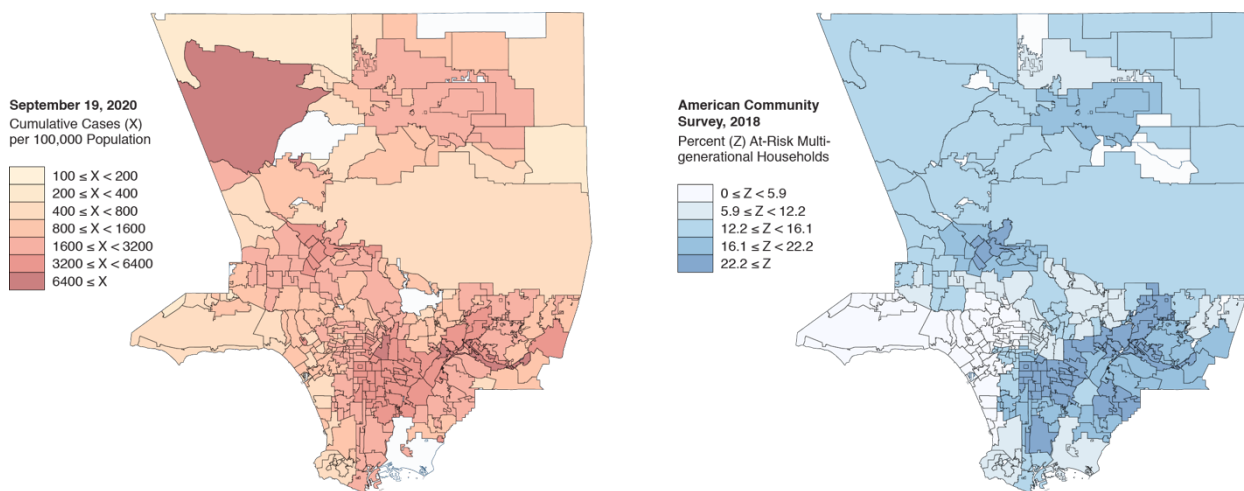 September 19, 2020
Cumulative Cases (X)
per 100,000 Population
100 ≤ X < 200
200 ≤ X < 400
400 ≤ X < 800
800 ≤ X < 1600
1600 ≤ X < 3200
3200 ≤ X < 6400
6400 ≤ X
American Community
Survey, 2018
Percent (Z) At-Risk Multi-
generational Households
0 ≤ Z < 5.9
5.9 ≤ Z < 12.2
12.2 ≤ Z < 16.1
16.1 ≤ Z < 22.2
22.2 ≤ Z